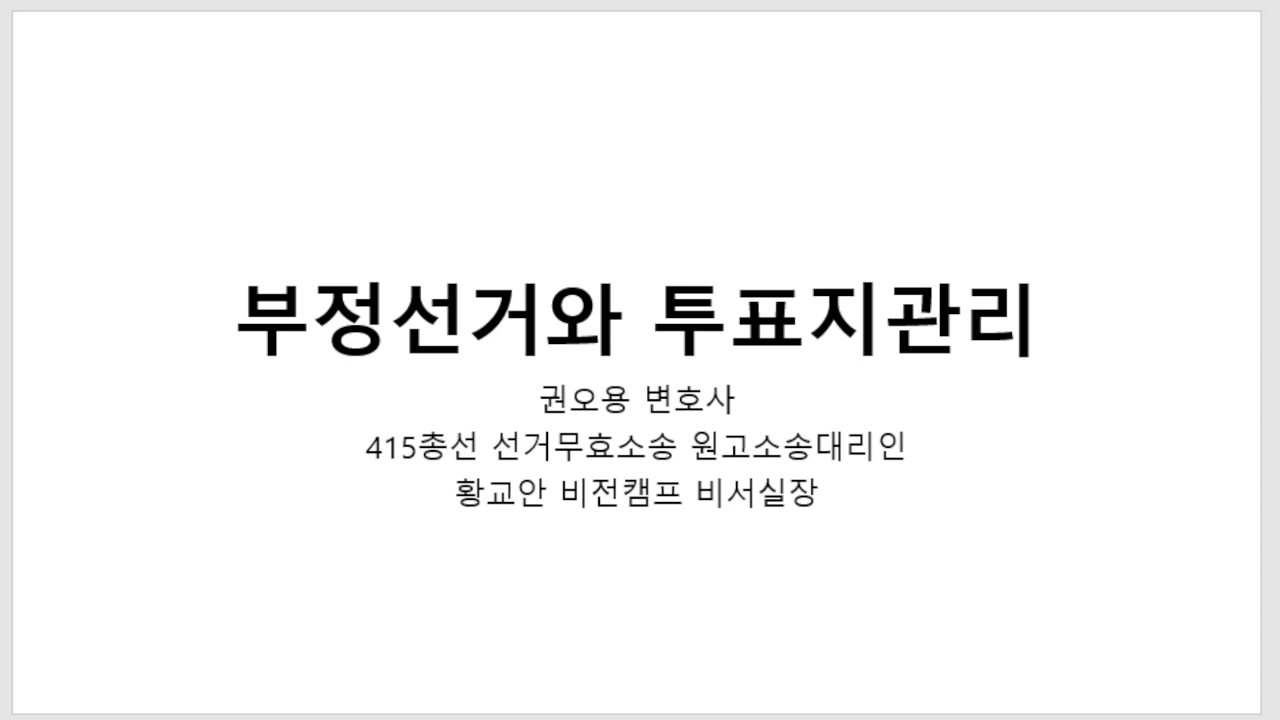 부정선거와 투표지관리
권오용 변호사
415총선 선거무효소송 원고소송대리인
황교안 비전캠프 비서실장